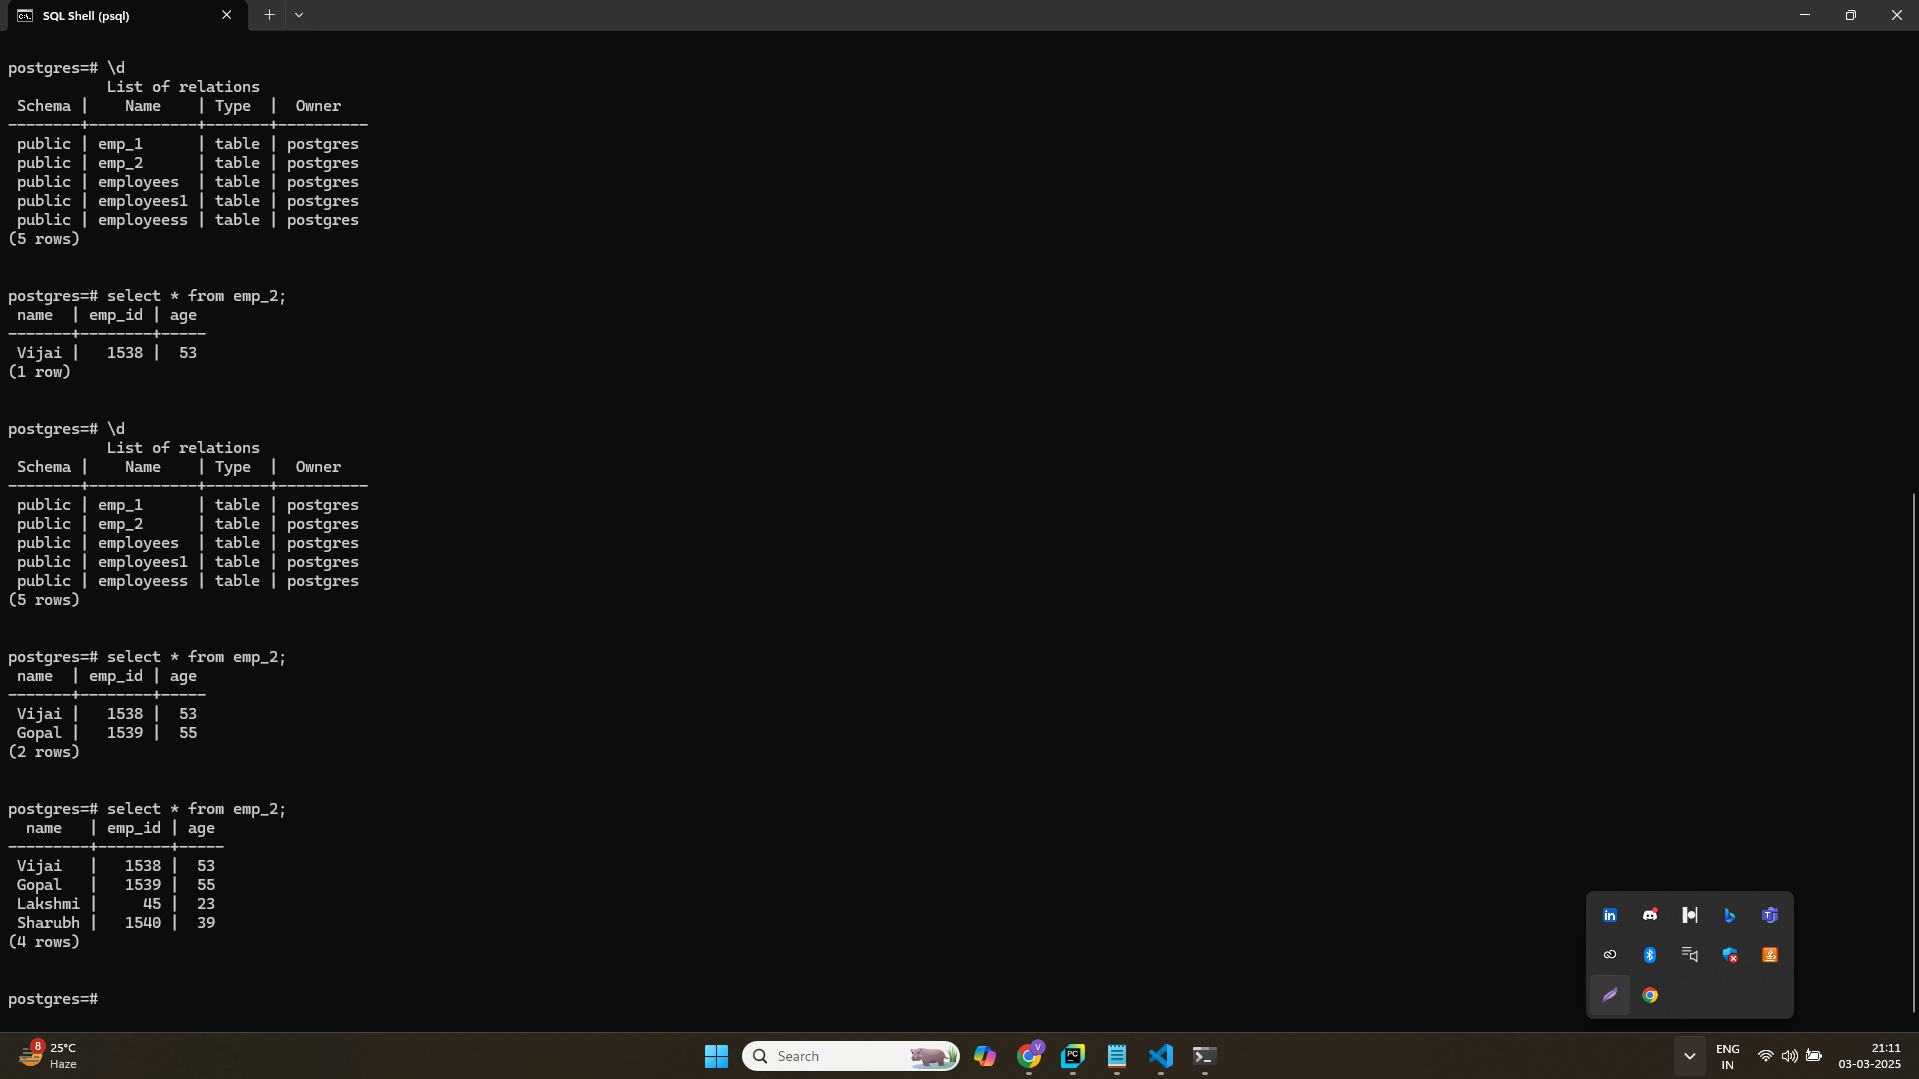 SQL Shell (psql)
postgres=# \d
List of relations
Schema | Name | Type | Owner
--------+------------+-------+----------
public | emp_1 | table | postgres
public | emp_2 | table | postgres
public | employees | table | postgres
public | employees1 | table | postgres
public | employeess | table | postgres
(5 rows)
postgres=# select * from emp_2;
name | emp_id | age
-------+--------+-----
Vijai | 1538 | 53
(1 row)
postgres=# \d
List of relations
Schema | Name | Type | Owner
--------+------------+-------+----------
public | emp_1 | table | postgres
public | emp_2 | table | postgres
public | employees | table | postgres
public | employees1 | table | postgres
public | employeess | table | postgres
(5 rows)
postgres=# select * from emp_2;
name | emp_id | age
-------+--------+-----
Vijai | 1538 | 53
Gopal | 1539 | 55
(2 rows)
postgres=# select * from emp_2;
name | emp_id | age
---------+--------+-----
Vijai | 1538 | 53
Gopal | 1539 | 55
Lakshmi | 45 | 23
Sharubh | 1540 | 39
(4 rows)
postgres=#
8
25°C
Haze
Search
V
PC
ENG
IN
21:11
03-03-2025